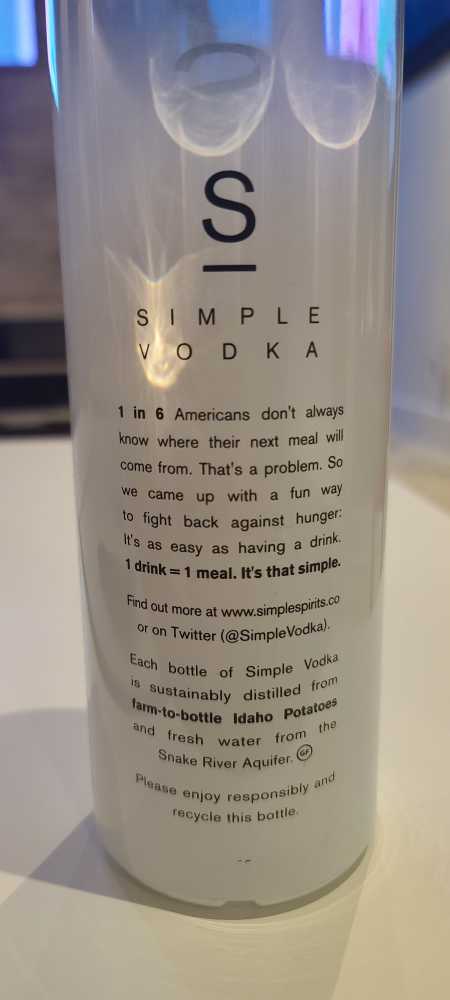 S
SIMPLE
VODKA
1 in 6 Americans don't always
know where their next meal will
come from. That's a problem. So
we came up with a fun way
to fight back against hunger:
It's as easy as having a drink.
1 drink = 1 meal. It's that simple.
Find out more at www.simplespirits.co
or on Twitter (@SimpleVodka).
Each bottle of Simple Vodka
is sustainably distilled from
farm-to-bottle Idaho Potatoes
and fresh water from the
Snake River Aquifer. GF
Please enjoy responsibly and
recycle this bottle.